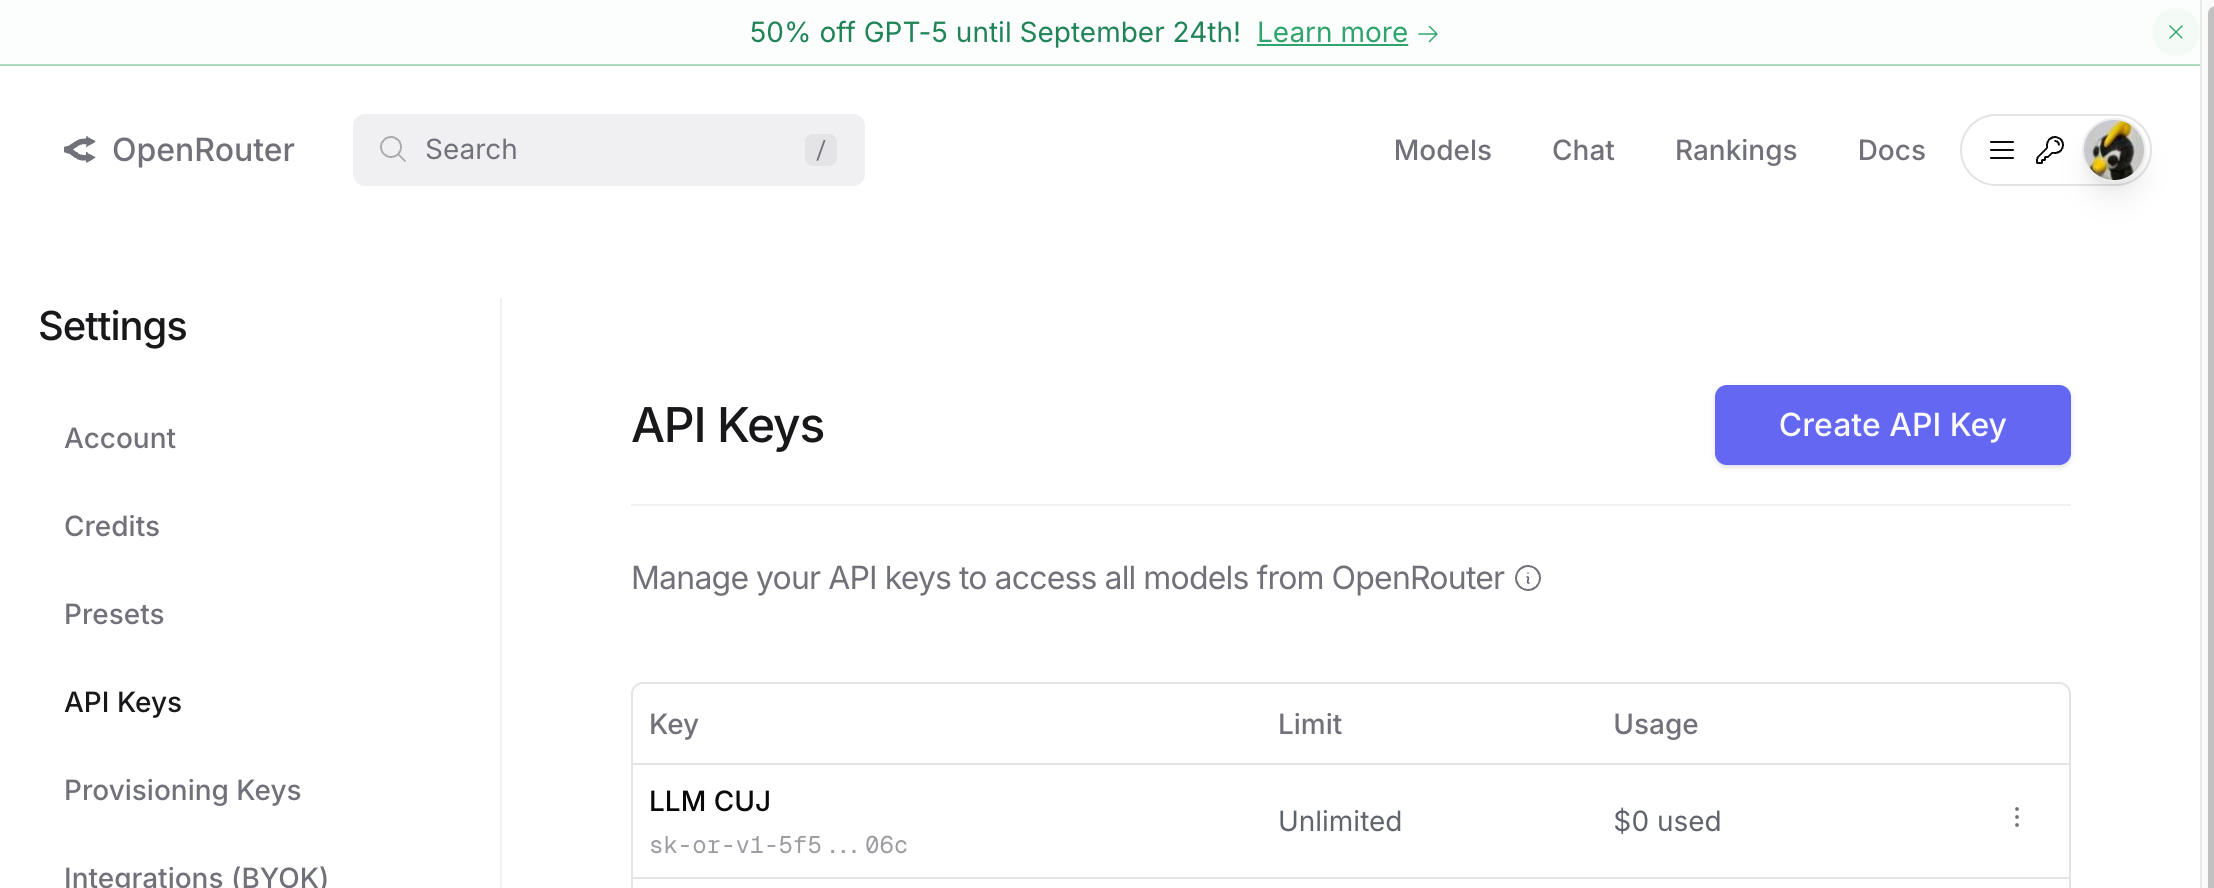 50% off GPT-5 until September 24th! Learn more →
OpenRouter
Search
/
Models
Chat
Rankings
Docs
Settings
Account
Credits
Presets
API Keys
Provisioning Keys
Integrations (BYOK)
API Keys
Create API Key
Manage your API keys to access all models from OpenRouter
Key Limit Usage
LLM CUJ
sk-or-v1-5f5...06c
Unlimited
$0 used